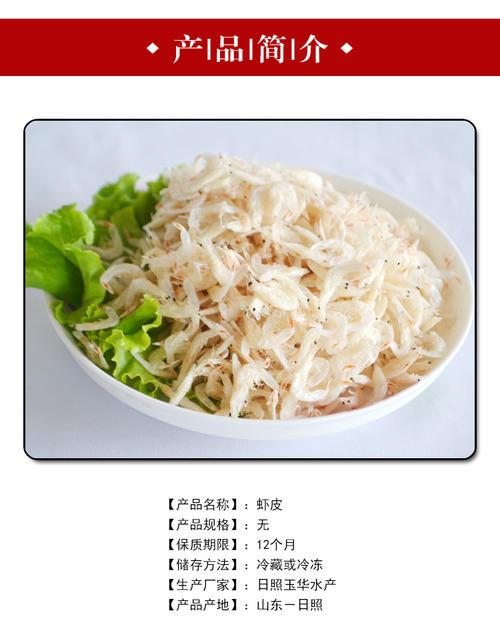 产品简介
【产品名称】：虾皮
【产品规格】：无
【保质期限】：12个月
【储存方法】：冷藏或冷冻
【生产厂家】：日照玉华水产
【产品产地】：山东一日照